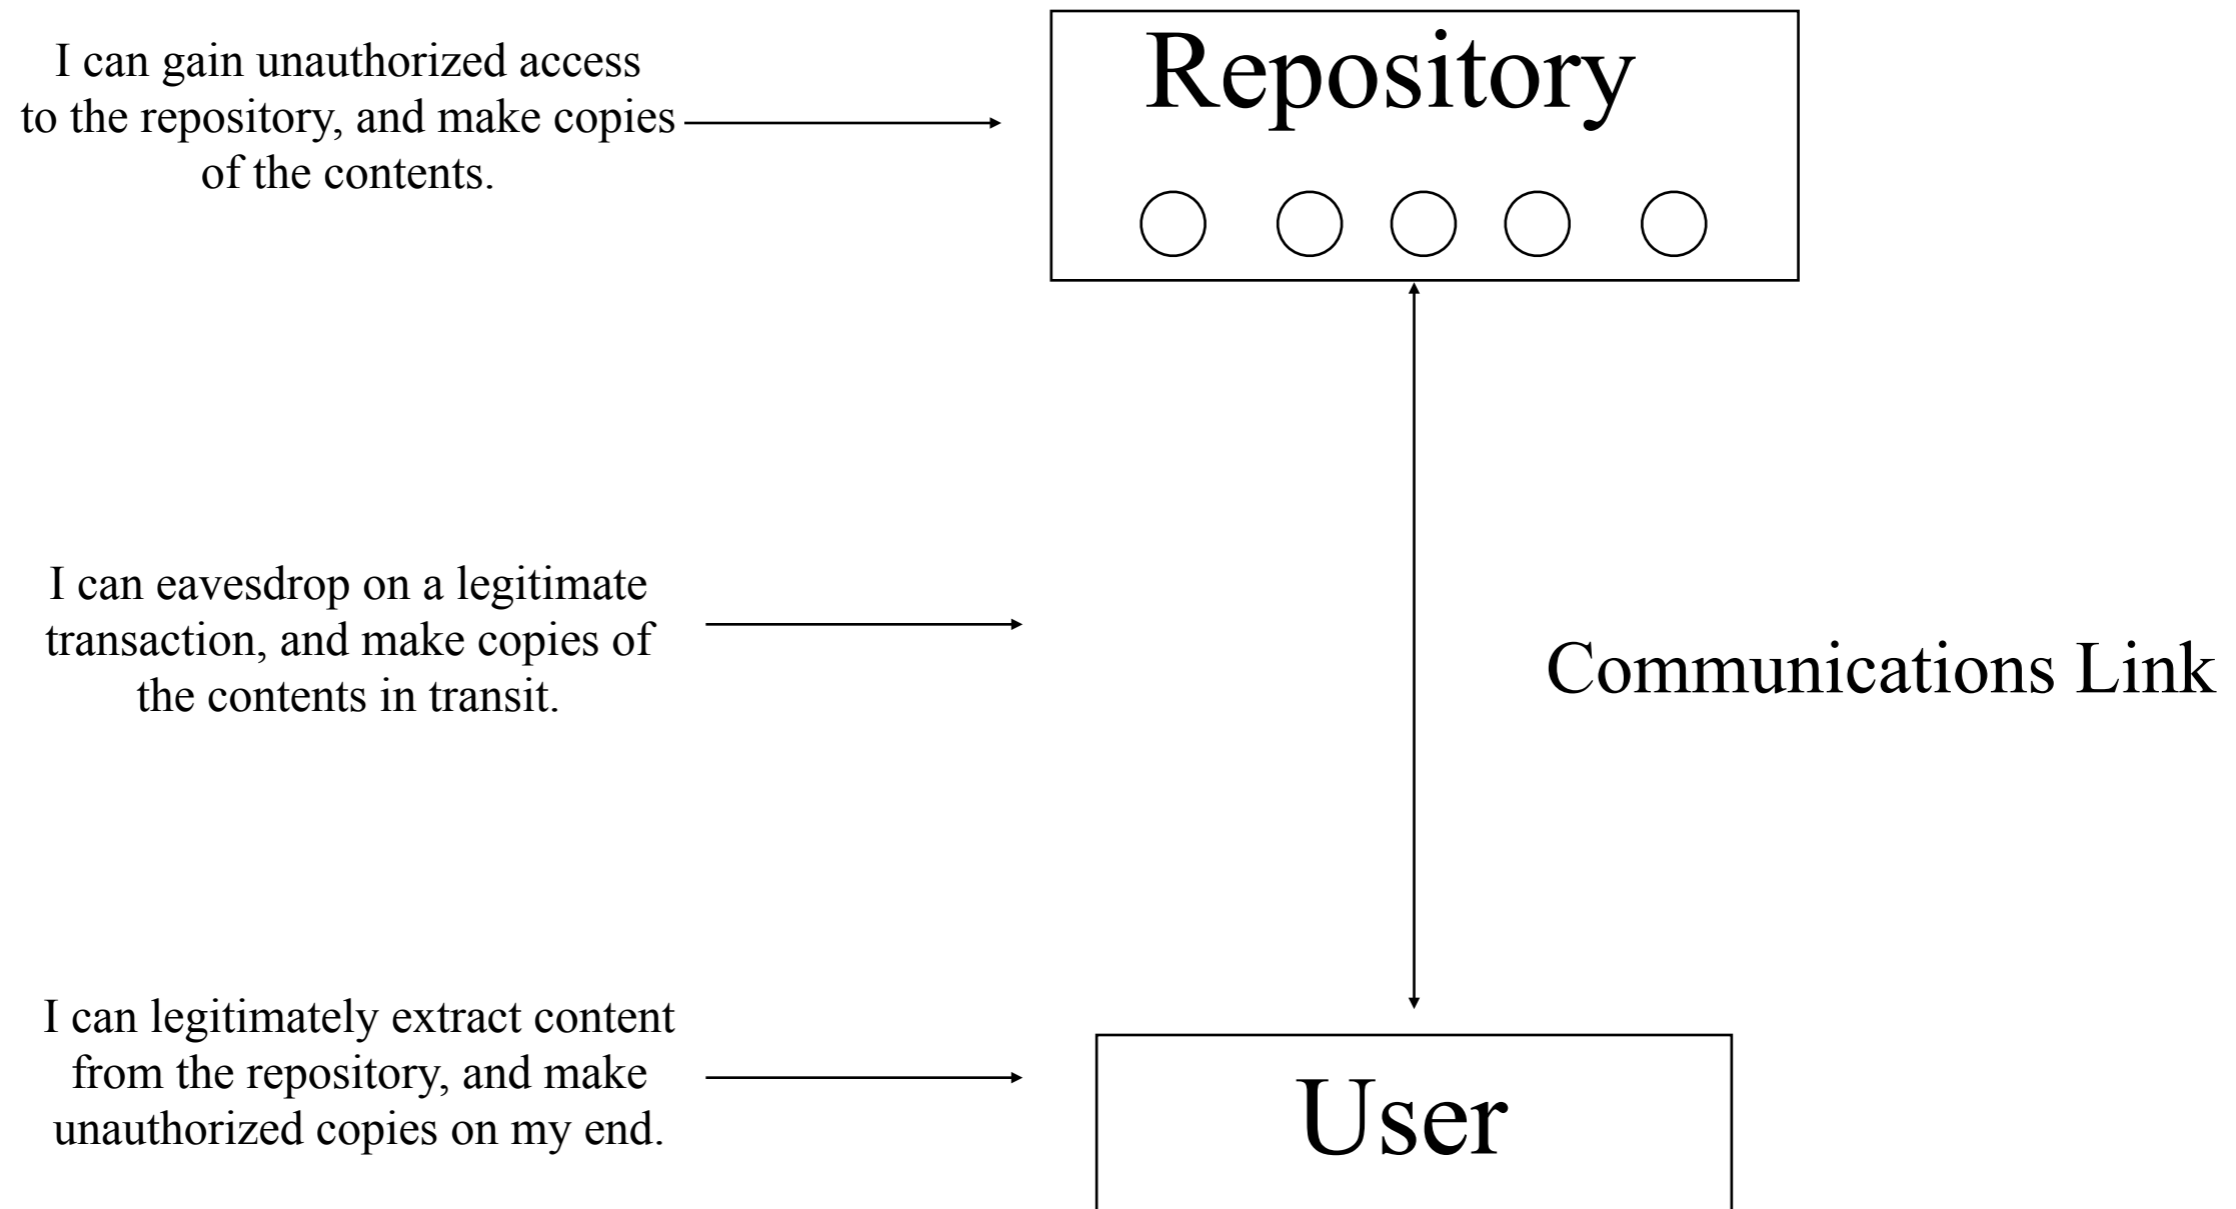 I can gain unauthorized access
to the repository, and make copies
of the contents.
Repository
I can eavesdrop on a legitimate
transaction, and make copies of
the contents in transit.
Communications Link
I can legitimately extract content
from the repository, and make
unauthorized copies on my end.
User